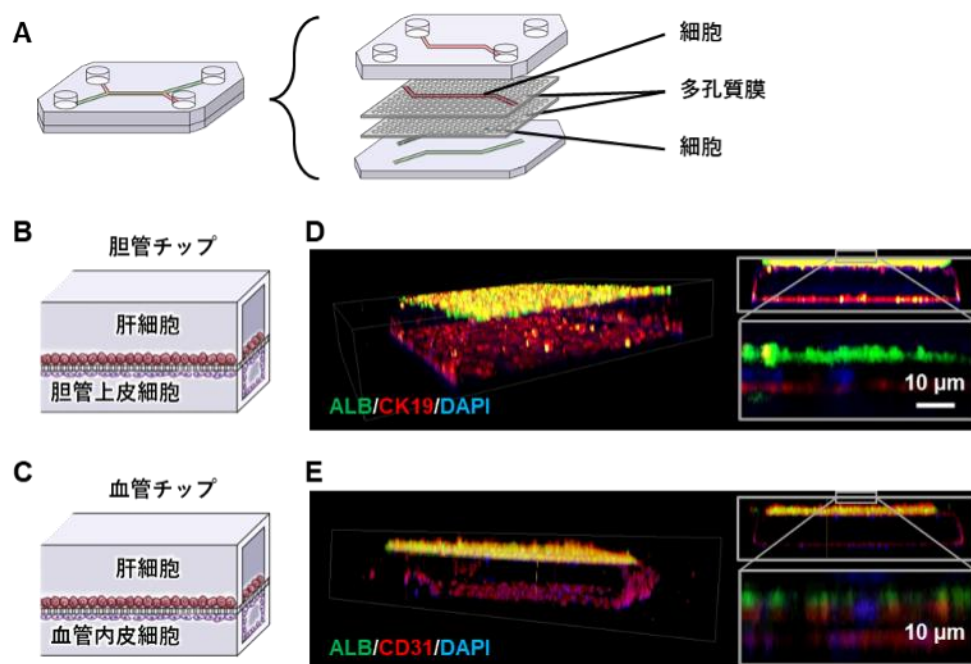 A
細胞
多孔質膜
細胞
B
胆管チップ
肝細胞
胆管上皮細胞
C
血管チップ
肝細胞
血管内皮細胞
D
ALB/CK19/DAPI
10 μm
E
ALB/CD31/DAPI
10 μm